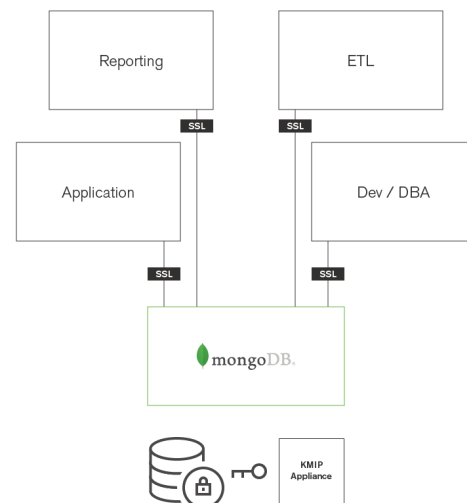 Reporting
ETL
SSL
SSL
Application
Dev / DBA
SSL
SSL
mongoDB.
KMIP
Appliance